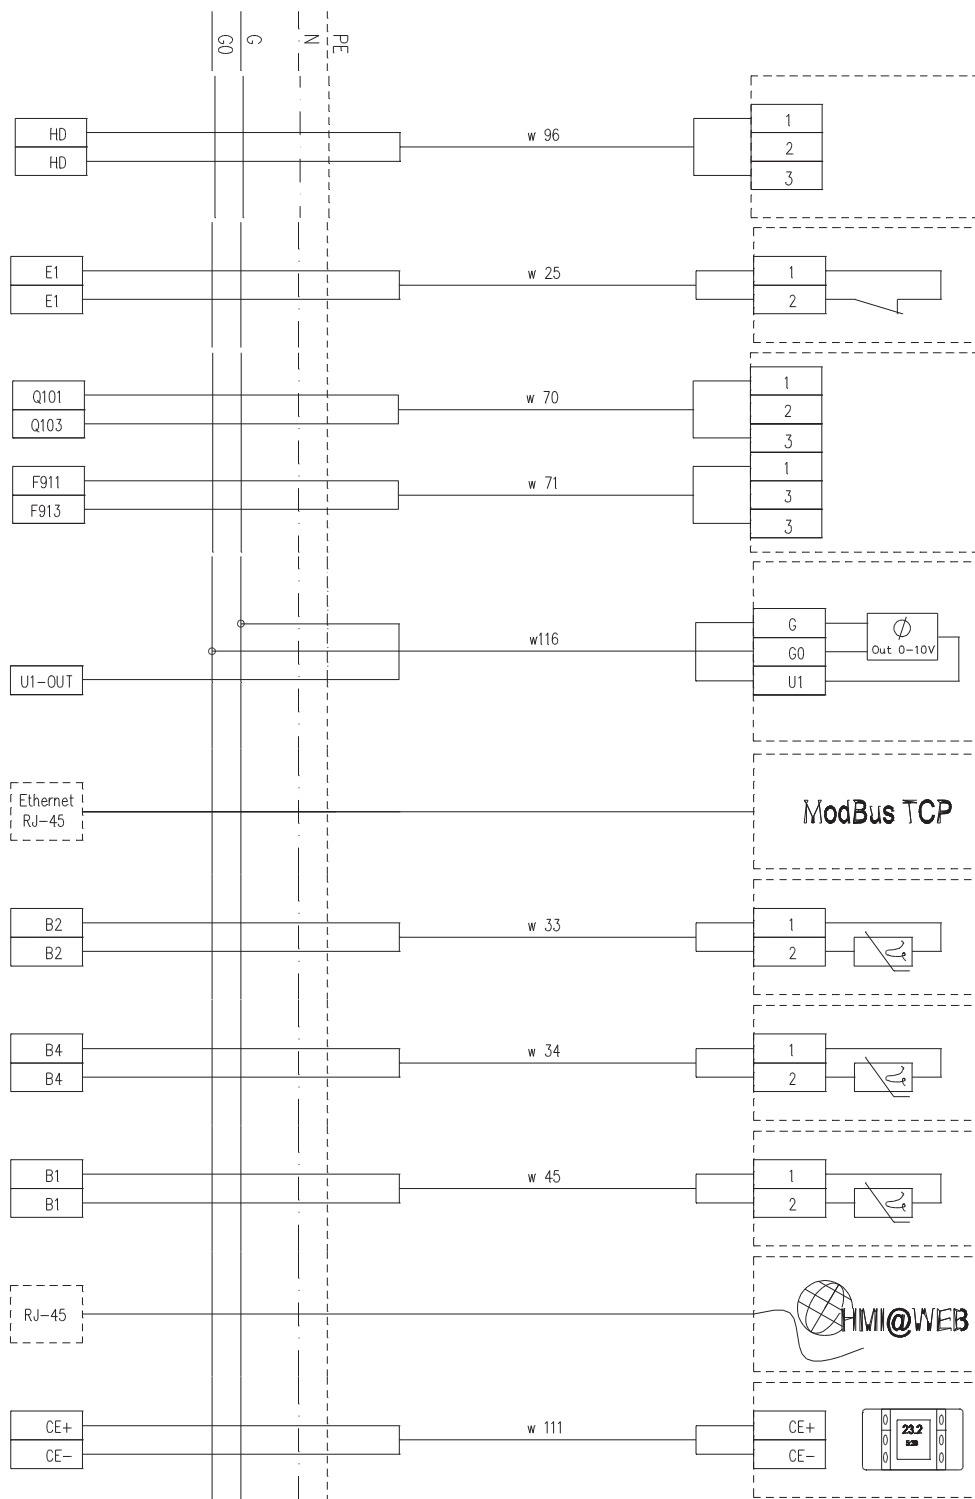 G0 G N PE
HD w 96 1
HD 2
3
E1 w 25 1
E1 2
Q101 w 70 1
Q103 2
3
F911 w 71 1
F913 3
3
w116 G
G0 Out 0-10V
U1-OUT U1
Ethernet
RJ-45 ModBus TCP
B2 w 33 1
B2 2
B4 w 34 1
B4 2
B1 w 45 1
B1 2
RJ-45 HMI@WEB
CE+ w 111 CE+ 23.2
CE- CE-